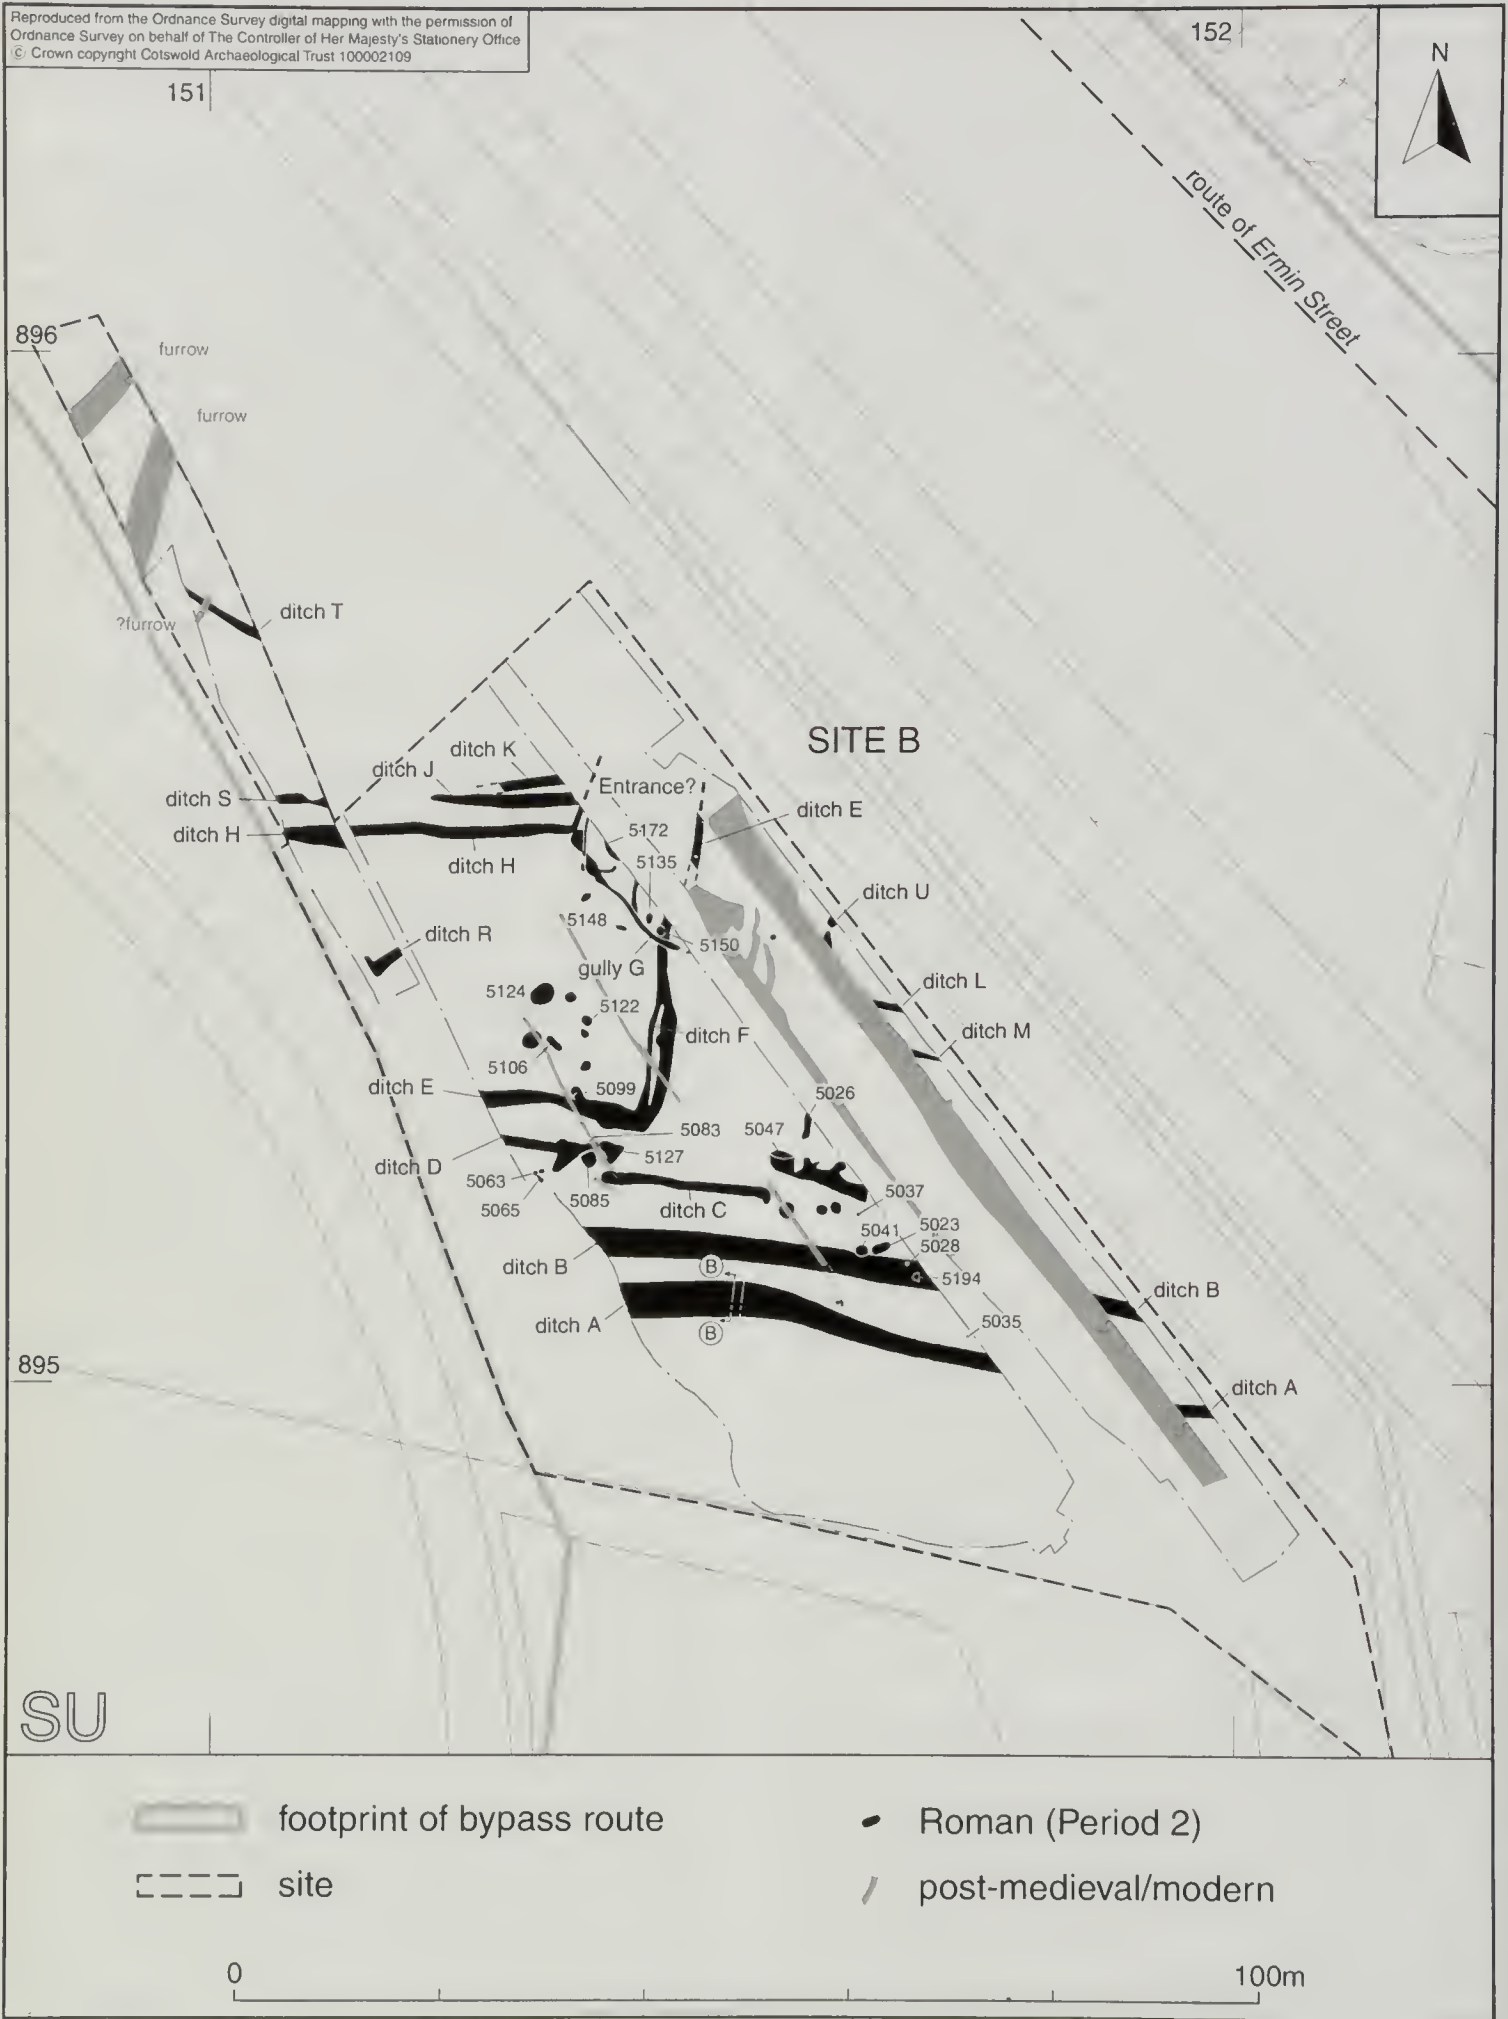 Reproduced from the Ordnance Survey digital mapping with the permission of
Ordnance Survey on behalf of The Controller of Her Majesty's Stationery Office
© Crown copyright Cotswold Archaeological Trust 100002109
151
152
N
route of Ermin Street
896
furrow
furrow
ditch T
?furrow
SITE B
ditch K
ditch J
Entrance?
ditch S
ditch E
ditch H
5172
ditch H
5135
ditch U
5148
ditch R
5150
gully G
ditch L
5124
5122
ditch M
ditch F
5106
ditch E
5099
5026
5083
5047
5127
ditch D
5063
5037
5065
5085
ditch C
5023
5041
5028
ditch B
B
5194
ditch B
5035
ditch A
B
895
ditch A
SU
footprint of bypass route
Roman (Period 2)
site
post-medieval/modern
0
100m